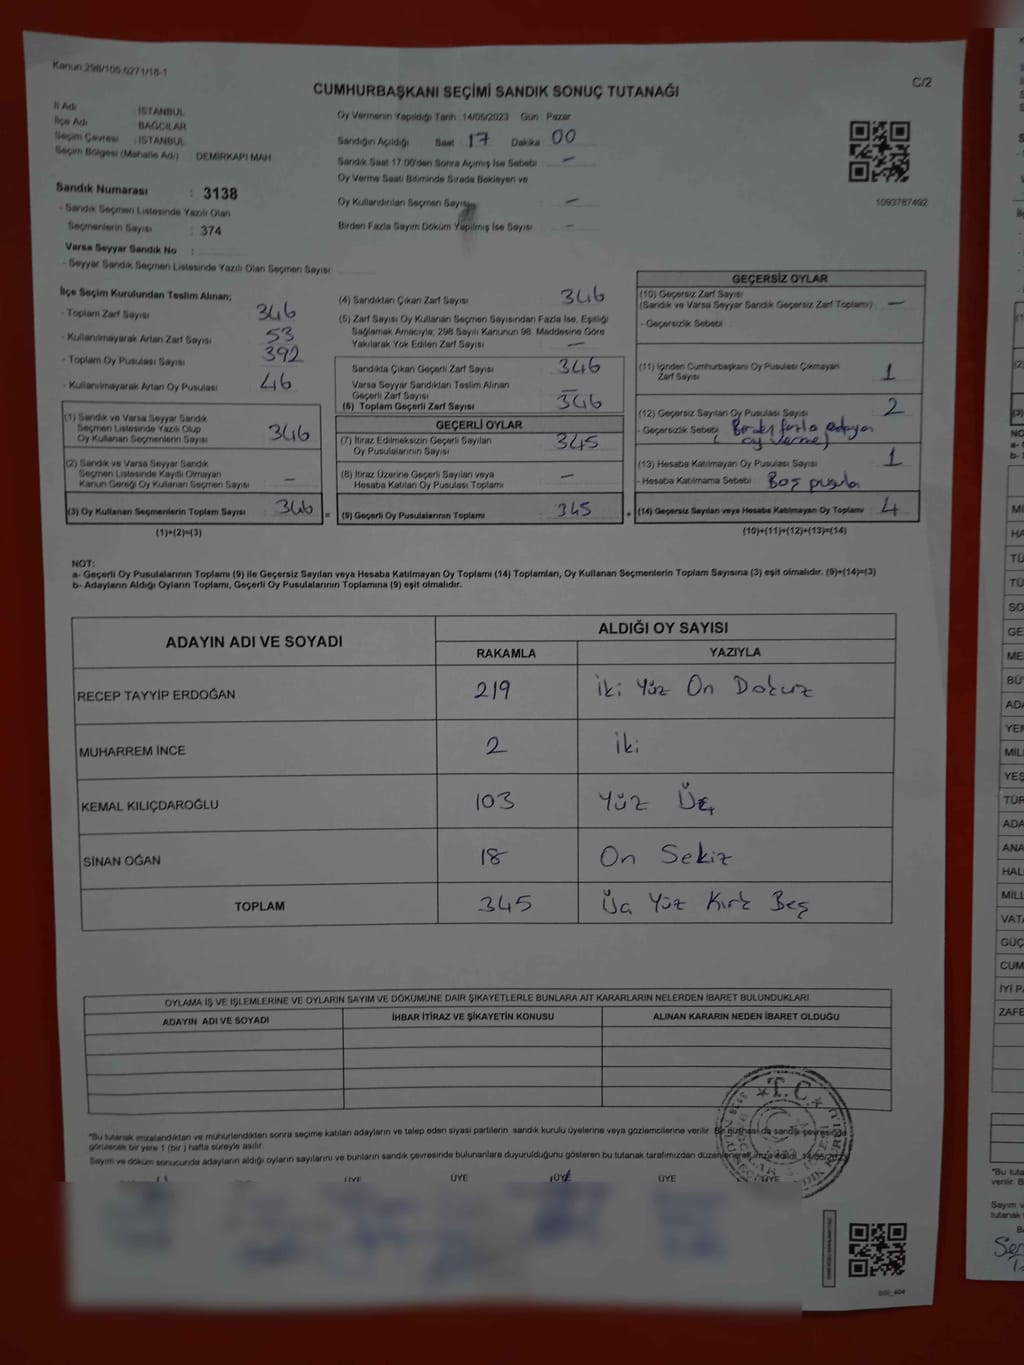 Kanun:298/105;6271/18-1
C/2
CUMHURBAŞKANI SEÇİMİ SANDIK SONUÇ TUTANAĞI
İl Adı : İSTANBUL
İlçe Adı : BAĞCILAR
Seçim Çevresi : İSTANBUL
Seçim Bölgesi (Mahalle Adı) : DEMİRKAPI MAH
Oy Vermenin Yapıldığı Tarih :14/05/2023 Gün : Pazar
Sandığın Açıldığı Saat 17 Dakika 00
Sandık Saat 17:00'den Sonra Açımış İse Sebebi : —
Oy Verme Saati Bitiminde Sırada Bekleyen ve
Oy Kullandırılan Seçmen Sayısı : —
Birden Fazla Sayım Döküm Yapılmış İse Sayısı : —
1093787492
Sandık Numarası : 3138
- Sandık Seçmen Listesinde Yazılı Olan
Seçmenlerin Sayısı : 374
Varsa Seyyar Sandık No :
- Seyyar Sandık Seçmen Listesinde Yazılı Olan Seçmen Sayısı:
İlçe Seçim Kurulundan Teslim Alınan;
- Toplam Zarf Sayısı : 346
- Kullanılmayarak Artan Zarf Sayısı : 53
- Toplam Oy Pusulası Sayısı : 392
- Kullanılmayarak Artan Oy Pusulası : 46
(1) Sandık ve Varsa Seyyar Sandık
Seçmen Listesinde Yazılı Olup
Oy Kullanan Seçmenlerin Sayısı 346
(2) Sandık ve Varsa Seyyar Sandık
Seçmen Listesinde Kayıtlı Olmayan
Kanun Gereği Oy Kullanan Seçmen Sayısı —
(3) Oy Kullanan Seçmenlerin Toplam Sayısı 346
(1)+(2)=(3)
(4) Sandıktan Çıkan Zarf Sayısı : 346
(5) Zarf Sayısı Oy Kullanan Seçmen Sayısından Fazla İse, Eşitliği
Sağlamak Amacıyla, 298 Sayılı Kanunun 98. Maddesine Göre
Yakılarak Yok Edilen Zarf Sayısı : —
Sandıkta Çıkan Geçerli Zarf Sayısı : 346
Varsa Seyyar Sandıktan Teslim Alınan
Geçerli Zarf Sayısı : —
(6) Toplam Geçerli Zarf Sayısı : 346
GEÇERLİ OYLAR
(7) İtiraz Edilmeksizin Geçerli Sayılan
Oy Pusulalarının Sayısı : 345
(8) İtiraz Üzerine Geçerli Sayılan veya
Hesaba Katılan Oy Pusulası Toplamı : —
= (9) Geçerli Oy Pusulalarının Toplamı : 345 +
GEÇERSİZ OYLAR
(10) Geçersiz Zarf Sayısı
(Sandık ve Varsa Seyyar Sandık Geçersiz Zarf Toplamı) : —
- Geçersizlik Sebebi :
(11) İçinden Cumhurbaşkanı Oy Pusulası Çıkmayan
Zarf Sayısı : 1
(12) Geçersiz Sayılan Oy Pusulası Sayısı : 2
- Geçersizlik Sebebi : Birden fazla adaya
oy verme
(13) Hesaba Katılmayan Oy Pusulası Sayısı : 1
- Hesaba Katılmama Sebebi : Boş pusula
(14) Geçersiz Sayılan veya Hesaba Katılmayan Oy Toplamı : 4
(10)+(11)+(12)+(13)=(14)
NOT:
a- Geçerli Oy Pusulalarının Toplamı (9) ile Geçersiz Sayılan veya Hesaba Katılmayan Oy Toplamı (14) Toplamları, Oy Kullanan Seçmenlerin Toplam Sayısına (3) eşit olmalıdır. (9)+(14)=(3)
b- Adayların Aldığı Oyların Toplamı, Geçerli Oy Pusulalarının Toplamına (9) eşit olmalıdır.
ADAYIN ADI VE SOYADI
ALDIĞI OY SAYISI
RAKAMLA YAZIYLA
RECEP TAYYİP ERDOĞAN 219 İki Yüz On Dokuz
MUHARREM İNCE 2 İki
KEMAL KILIÇDAROĞLU 103 Yüz Üç
SİNAN OĞAN 18 On Sekiz
TOPLAM 345 Üç Yüz Kırk Beş
OYLAMA İŞ VE İŞLEMLERİNE VE OYLARIN SAYIM VE DÖKÜMÜNE DAİR ŞİKAYETLERLE BUNLARA AİT KARARLARIN NELERDEN İBARET BULUNDUKLARI
ADAYIN ADI VE SOYADI İHBAR İTİRAZ VE ŞİKAYETİN KONUSU ALINAN KARARIN NEDEN İBARET OLDUĞU
T.C.
*Bu tutanak imzalandıktan ve mühürlendikten sonra seçime katılan adayların ve talep eden siyasi partilerin sandık kurulu üyelerine veya gözlemcilerine verilir. Bir nüshası da sandık çevresinde
görülecek bir yere 1 (bir ) hafta süreyle asılır.
Sayım ve döküm sonucunda adayların aldığı oyların sayılarını ve bunların sandık çevresinde bulunanlara duyurulduğunu gösteren bu tutanak tarafımızdan düzenlenerek imza edildi. 14/05/2023
ÜYE ÜYE ÜYE ÜYE ÜYE